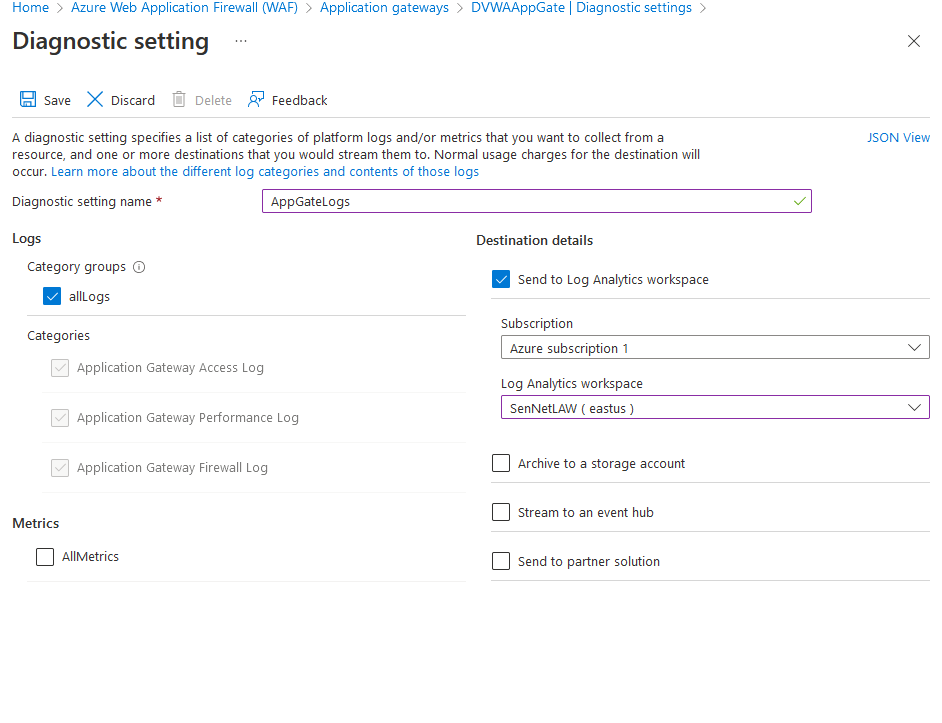 Home > Azure Web Application Firewall (WAF) > Application gateways > DVWAAppGate | Diagnostic settings >
Diagnostic setting ...
Save Discard Delete Feedback
A diagnostic setting specifies a list of categories of platform logs and/or metrics that you want to collect from a
resource, and one or more destinations that you would stream them to. Normal usage charges for the destination will
occur. Learn more about the different log categories and contents of those logs
JSON View
Diagnostic setting name *
AppGateLogs
Logs
Category groups
allLogs
Categories
Application Gateway Access Log
Application Gateway Performance Log
Application Gateway Firewall Log
Metrics
AllMetrics
Destination details
Send to Log Analytics workspace
Subscription
Azure subscription 1
Log Analytics workspace
SenNetLAW ( eastus )
Archive to a storage account
Stream to an event hub
Send to partner solution